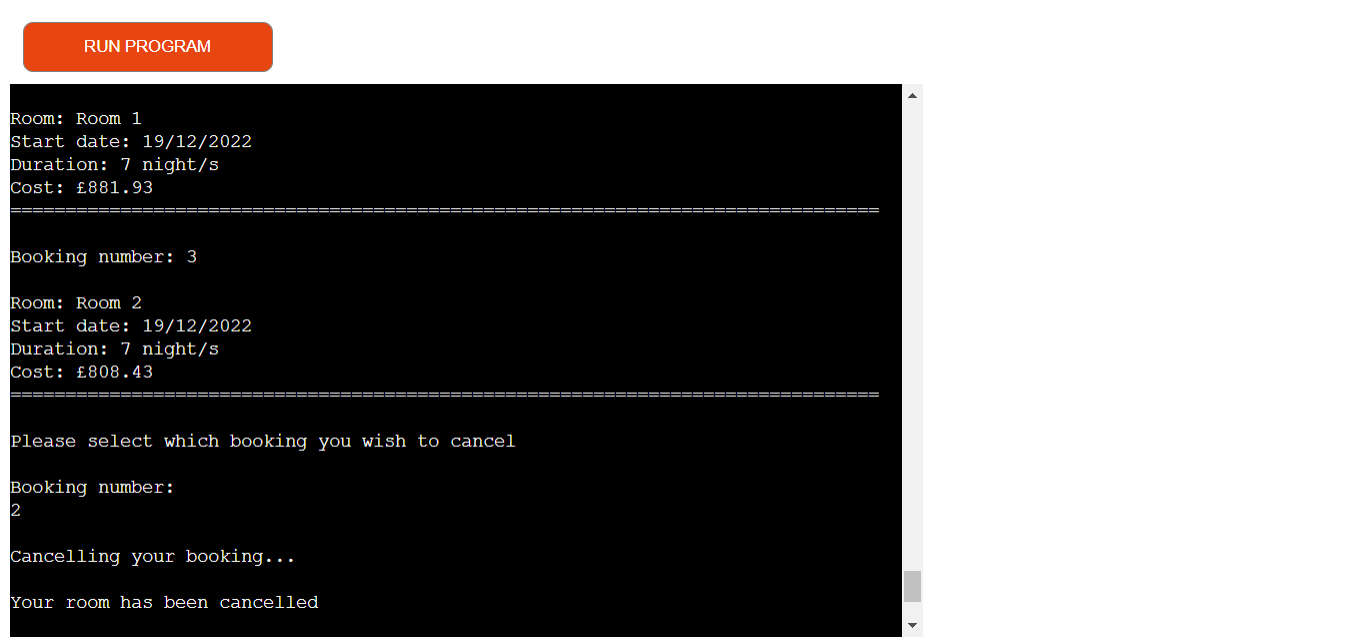 RUN PROGRAM
Room: Room 1
Start date: 19/12/2022
Duration: 7 night/s
Cost: £881.93
===============================================================================
Booking number: 3
Room: Room 2
Start date: 19/12/2022
Duration: 7 night/s
Cost: £808.43
===============================================================================
Please select which booking you wish to cancel
Booking number:
2
Cancelling your booking...
Your room has been cancelled